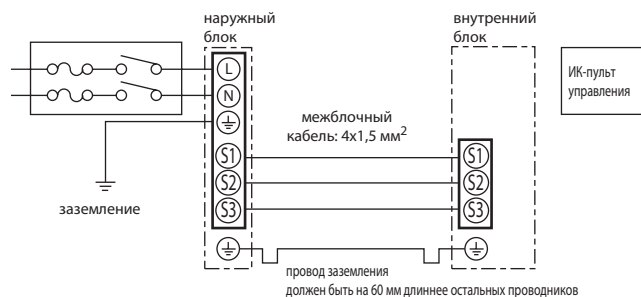 наружный
блок
внутренний
блок
L
N
ИК-пульт
управления
межблочный
кабель: 4х1,5 мм²
S1
S1
S2
S2
S3
S3
заземление
провод заземления
должен быть на 60 мм длиннее остальных проводников